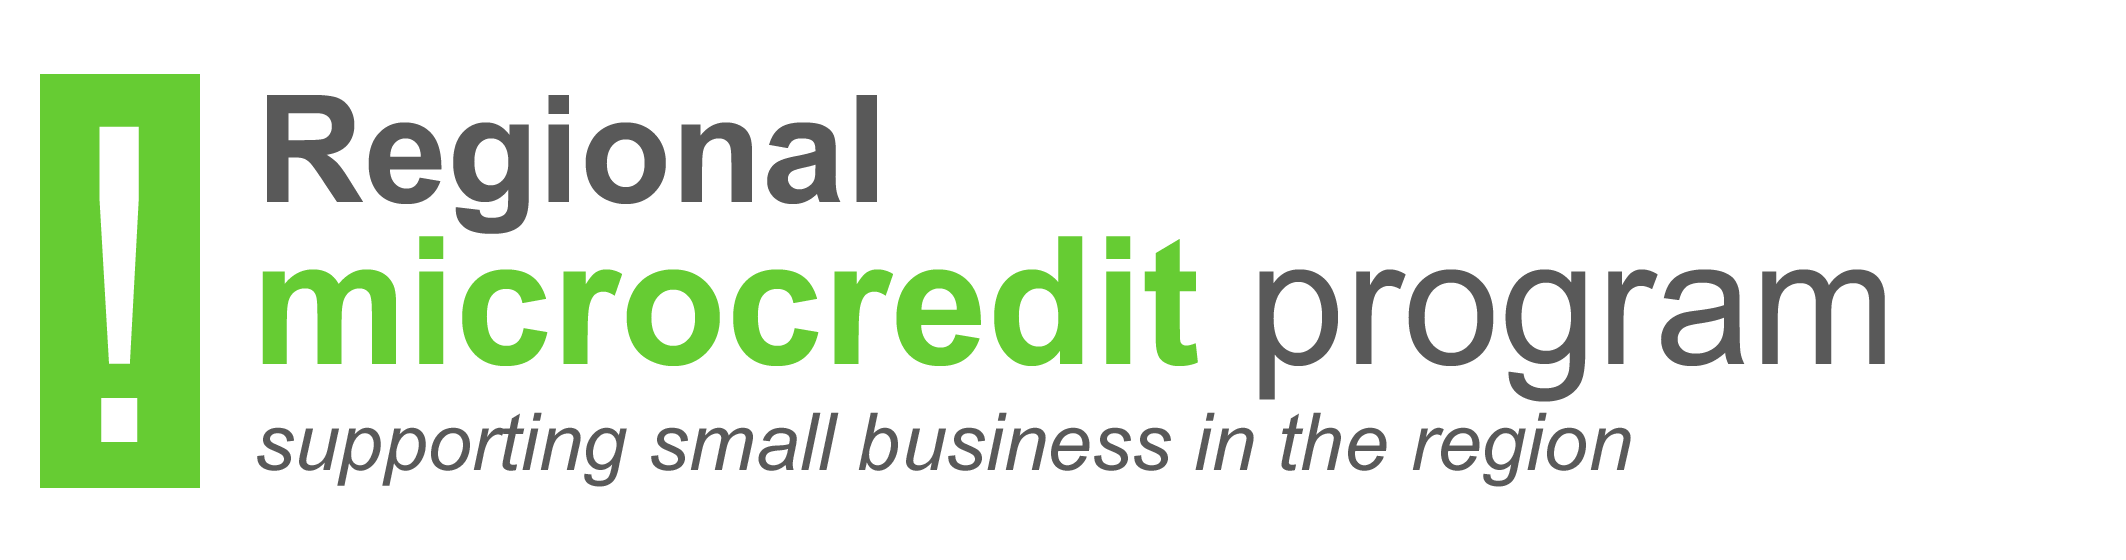 !
Regional
microcredit program
supporting small business in the region